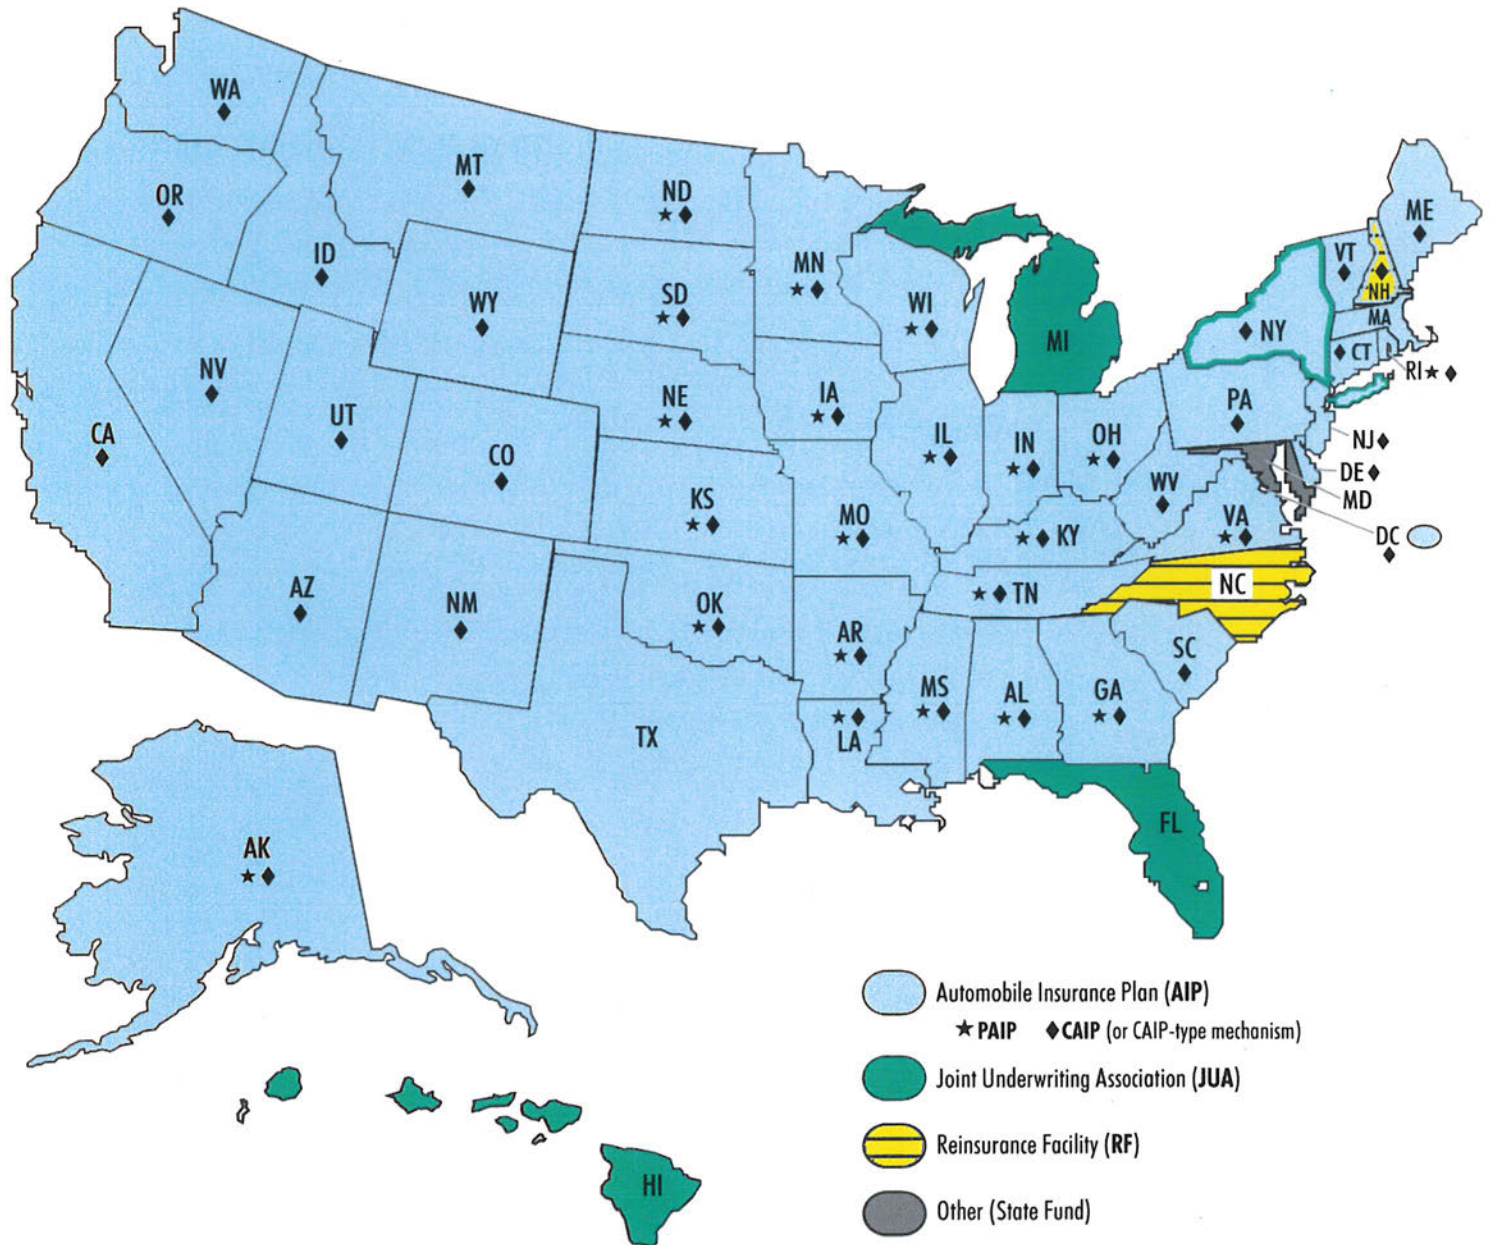 WA
MT
ND
★ ♦
OR
ME
ID
MN
★ ♦
VT
WY
SD
★ ♦
WI
★ ♦
NH
MA
NY
MI
CT
RI★♦
NV
UT
NE
★ ♦
IA
★ ♦
PA
CA
IL
★ ♦
IN
★ ♦
OH
★ ♦
NJ♦
CO
DE♦
WV
MD
KS
★ ♦
MO
★ ♦
★♦KY
VA
★ ♦
DC
♦
AZ
NM
OK
★ ♦
★♦TN
NC
AR
★ ♦
SC
MS
★ ♦
AL
★ ♦
GA
★ ♦
TX
★ ♦
LA
FL
AK
★ ♦
HI
Automobile Insurance Plan (AIP)
★ PAIP ♦CAIP (or CAIP-type mechanism)
Joint Underwriting Association (JUA)
Reinsurance Facility (RF)
Other (State Fund)